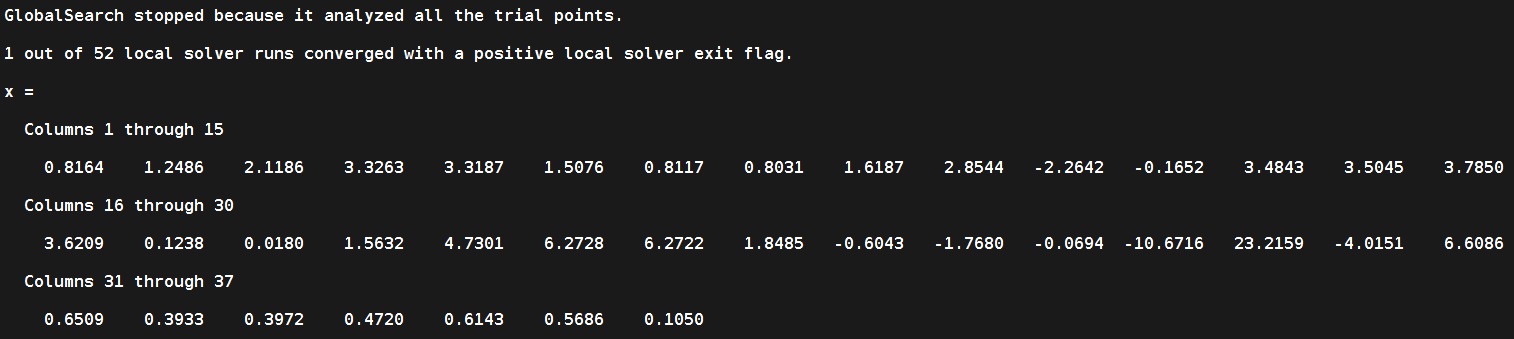 GlobalSearch stopped because it analyzed all the trial points.
1 out of 52 local solver runs converged with a positive local solver exit flag.
x =
Columns 1 through 15
0.8164 1.2486 2.1186 3.3263 3.3187 1.5076 0.8117 0.8031 1.6187 2.8544 -2.2642 -0.1652 3.4843 3.5045 3.7850
Columns 16 through 30
3.6209 0.1238 0.0180 1.5632 4.7301 6.2728 6.2722 1.8485 -0.6043 -1.7680 -0.0694 -10.6716 23.2159 -4.0151 6.6086
Columns 31 through 37
0.6509 0.3933 0.3972 0.4720 0.6143 0.5686 0.1050